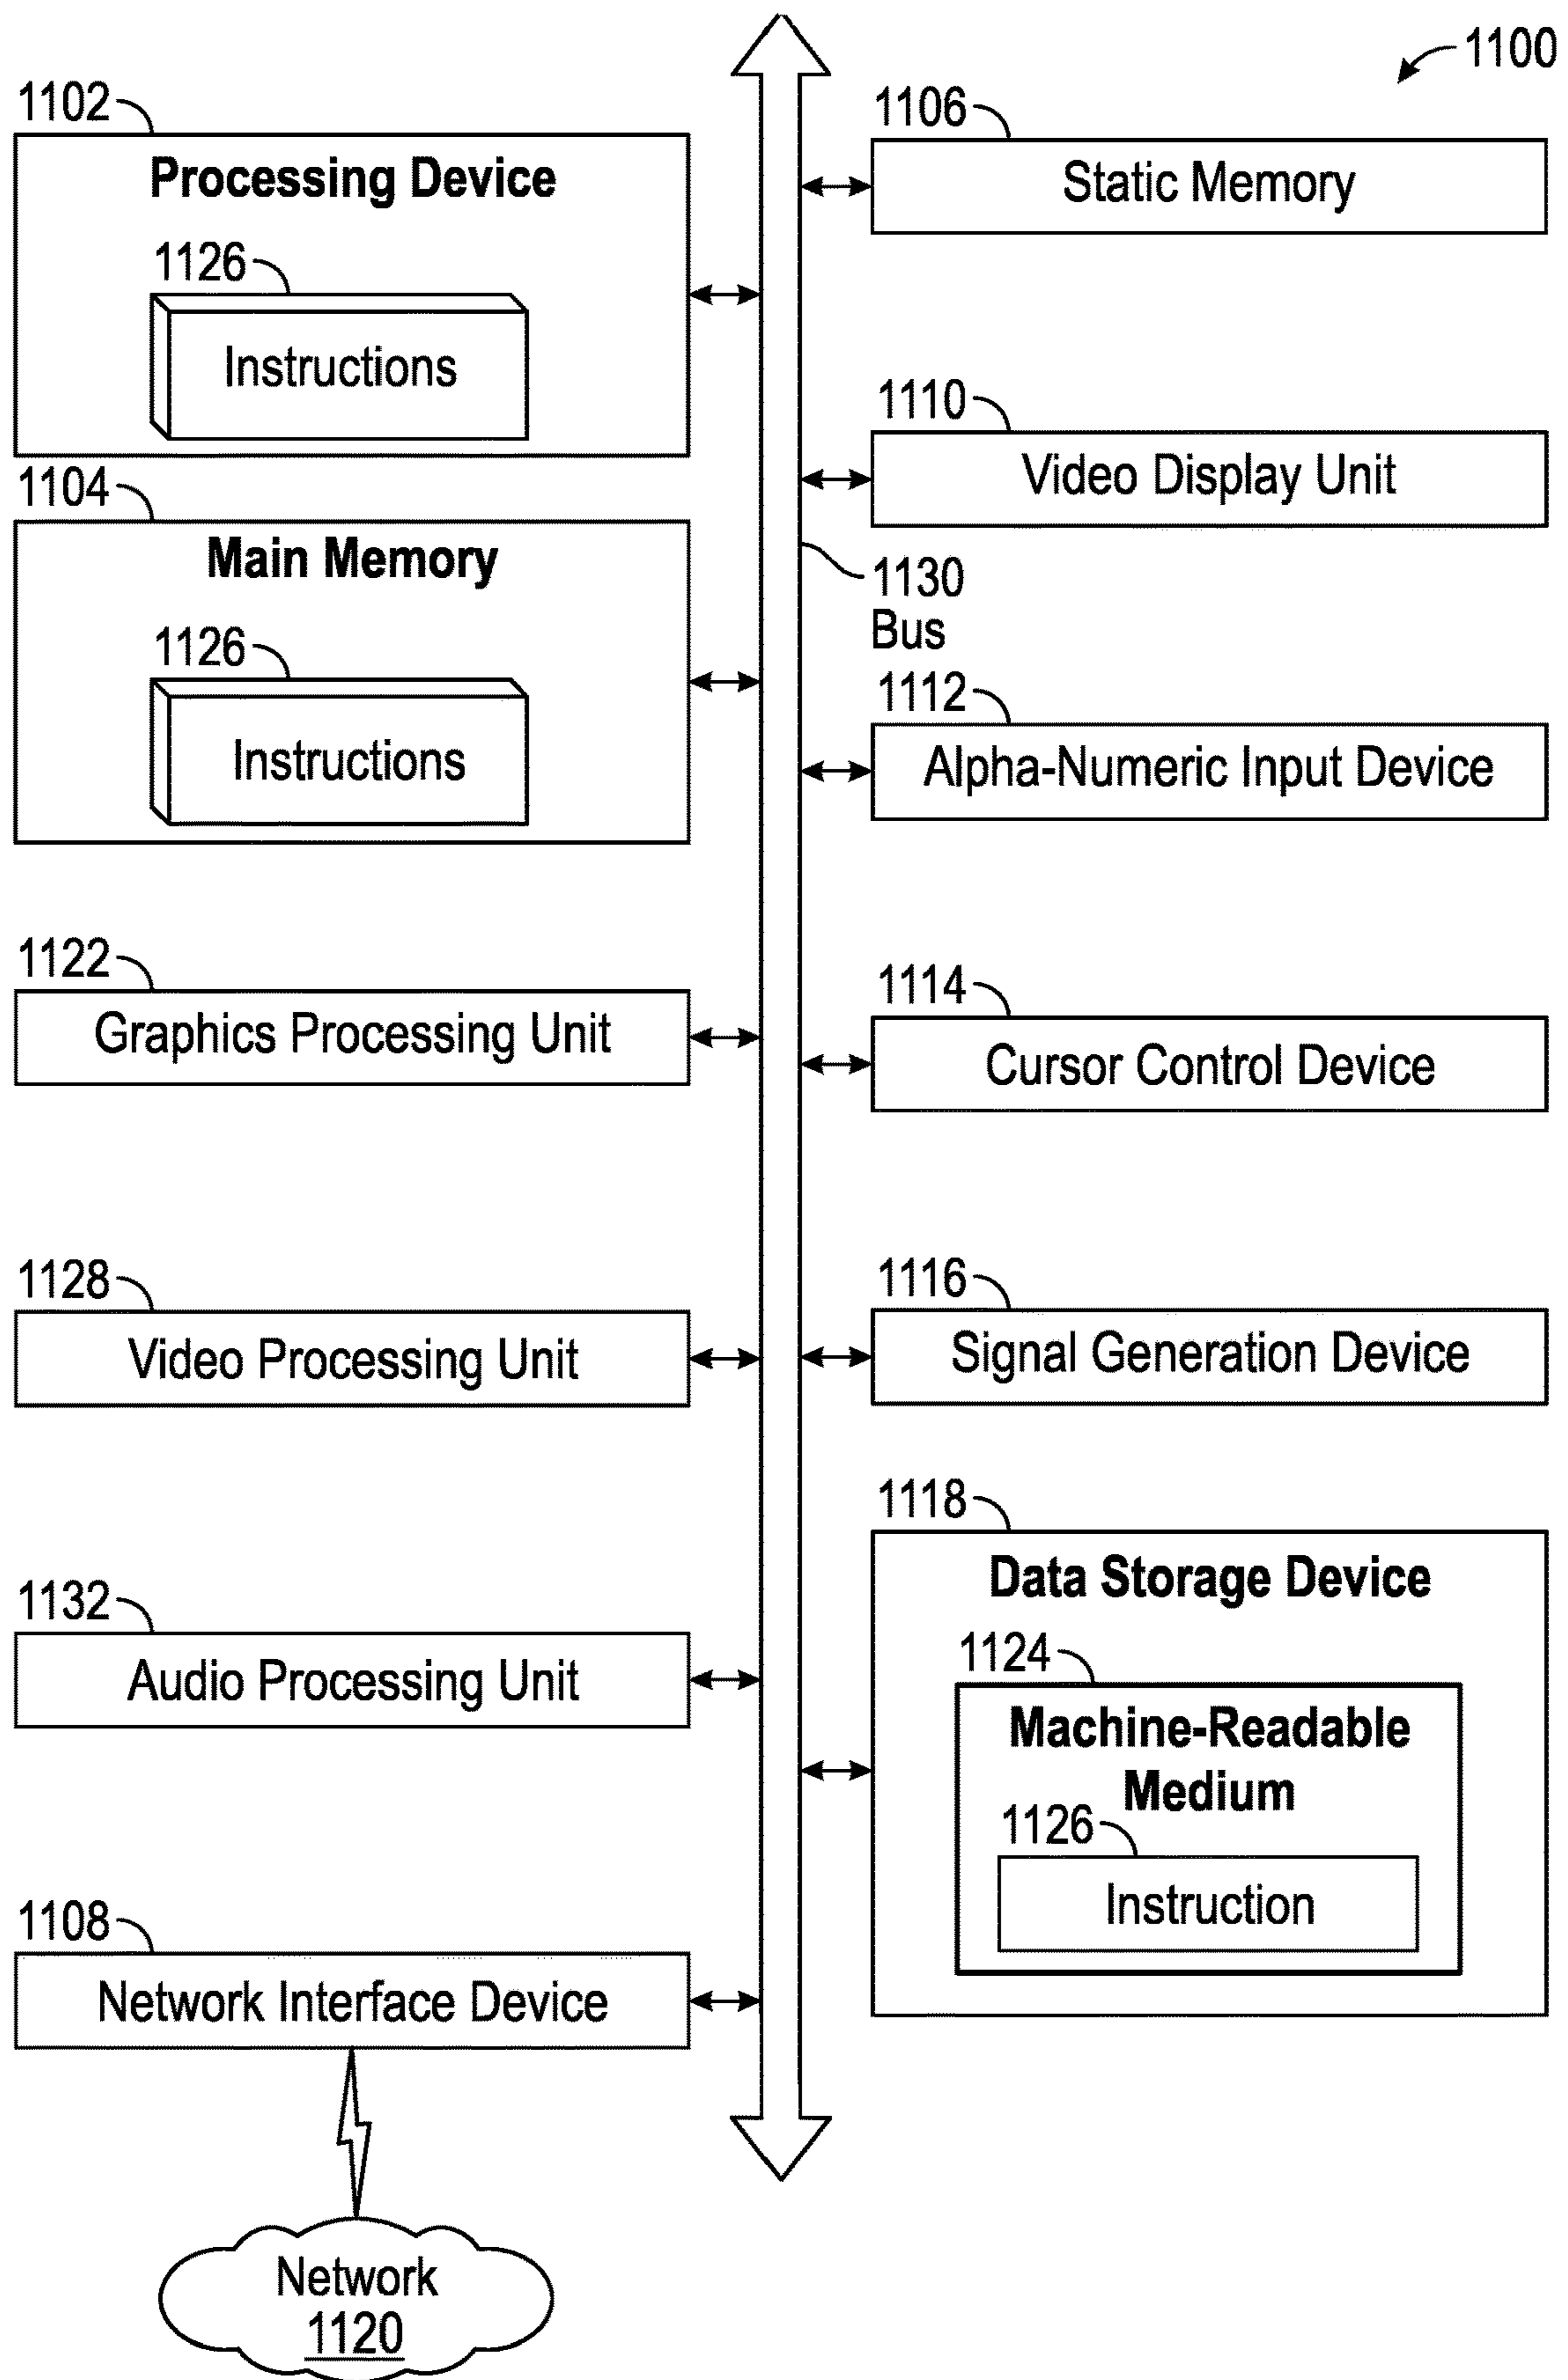 1100
1102
Processing Device
1126
Instructions
1104
Main Memory
1126
Instructions
1122
Graphics Processing Unit
1128
Video Processing Unit
1132
Audio Processing Unit
1108
Network Interface Device
Network
1120
1106
Static Memory
1110
Video Display Unit
1130
Bus
1112
Alpha-Numeric Input Device
1114
Cursor Control Device
1116
Signal Generation Device
1118
Data Storage Device
1124
Machine-Readable
Medium
1126
Instruction